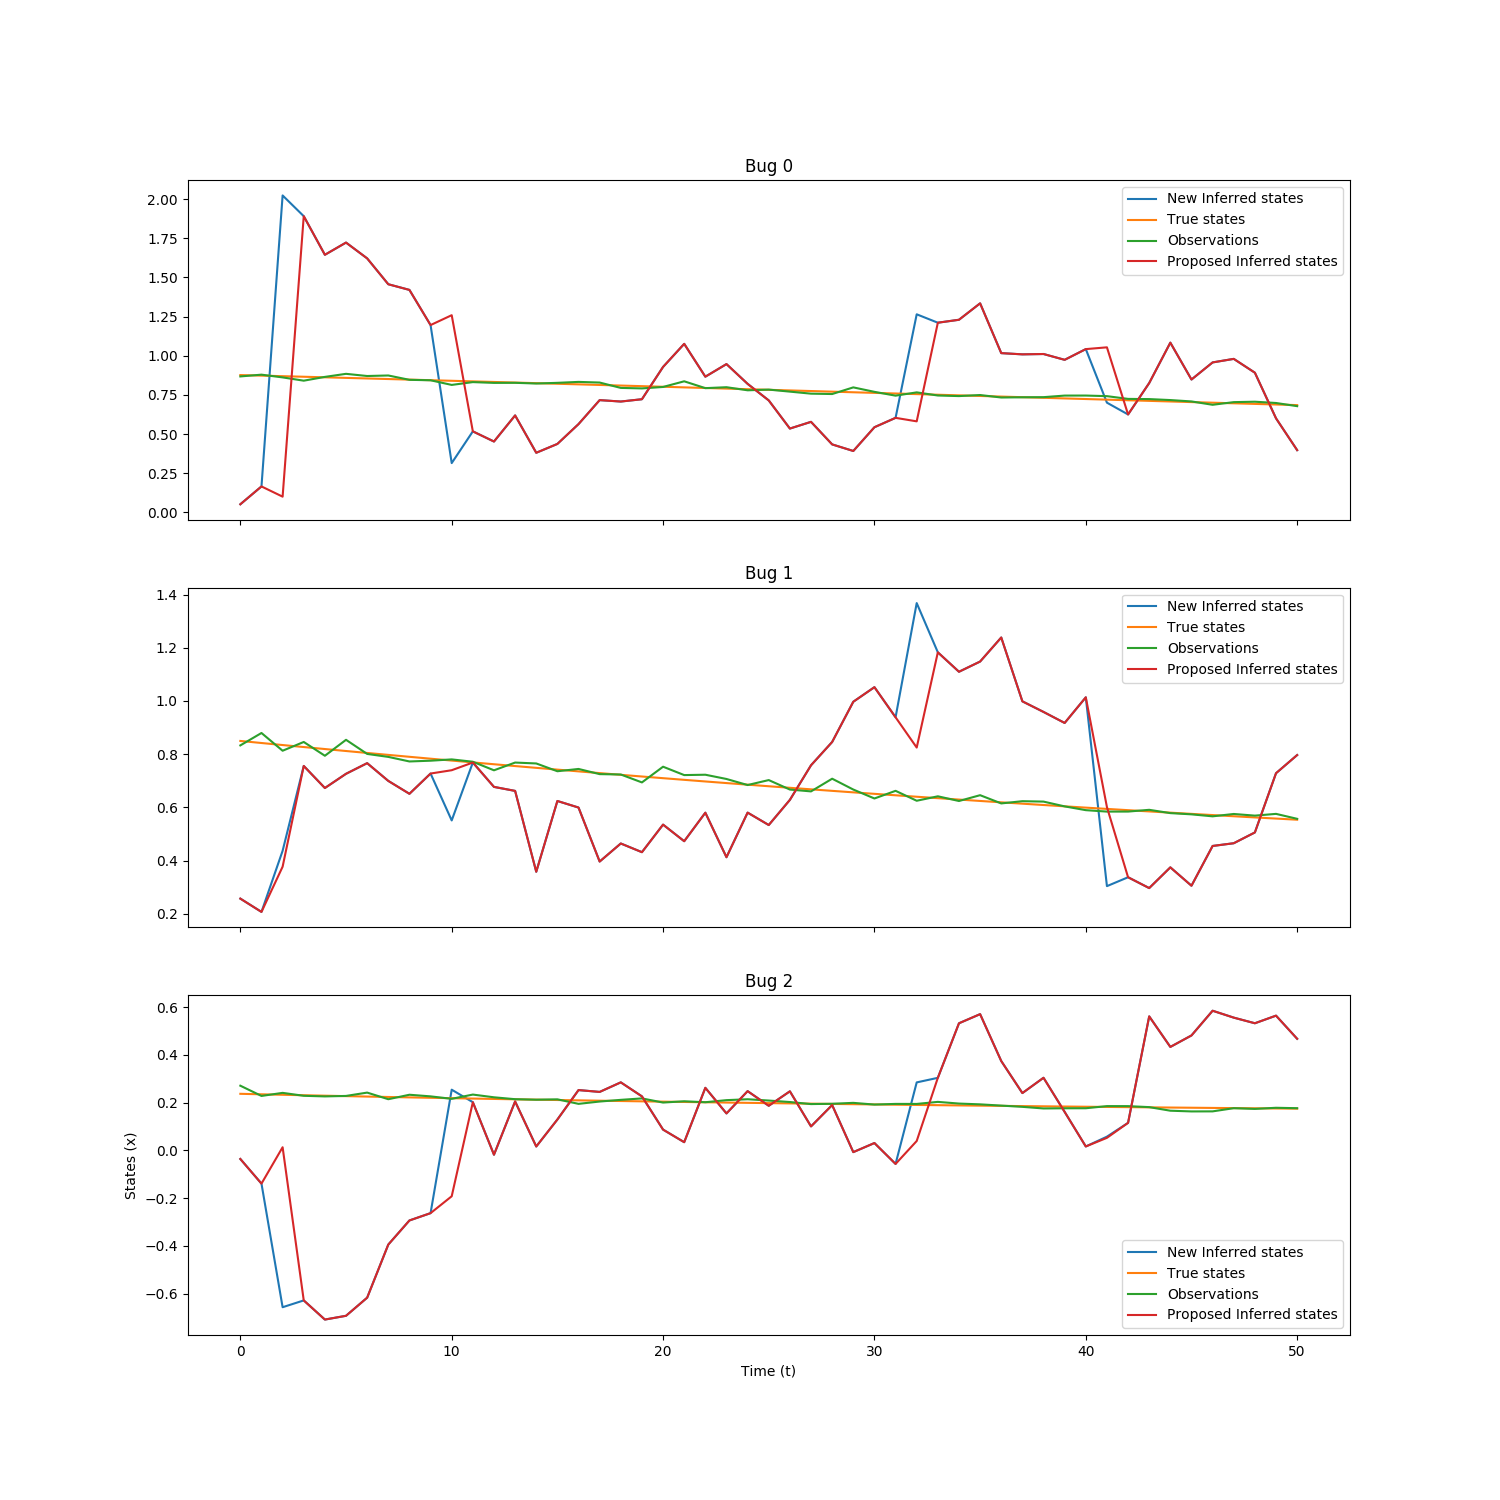 Bug 0
2.00
1.75
1.50
1.25
1.00
0.75
0.50
0.25
0.00
New Inferred states
True states
Observations
Proposed Inferred states
Bug 1
1.4
1.2
1.0
0.8
0.6
0.4
0.2
New Inferred states
True states
Observations
Proposed Inferred states
Bug 2
States (x)
0.6
0.4
0.2
0.0
−0.2
−0.4
−0.6
New Inferred states
True states
Observations
Proposed Inferred states
0 10 20 30 40 50
Time (t)